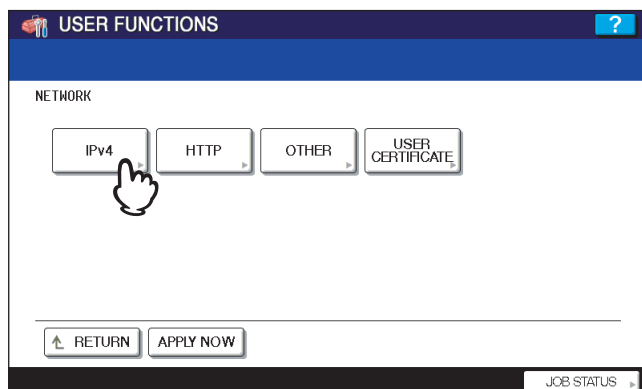 USER FUNCTIONS
?
NETWORK
IPv4
HTTP
OTHER
USER
CERTIFICATE
RETURN
APPLY NOW
JOB STATUS